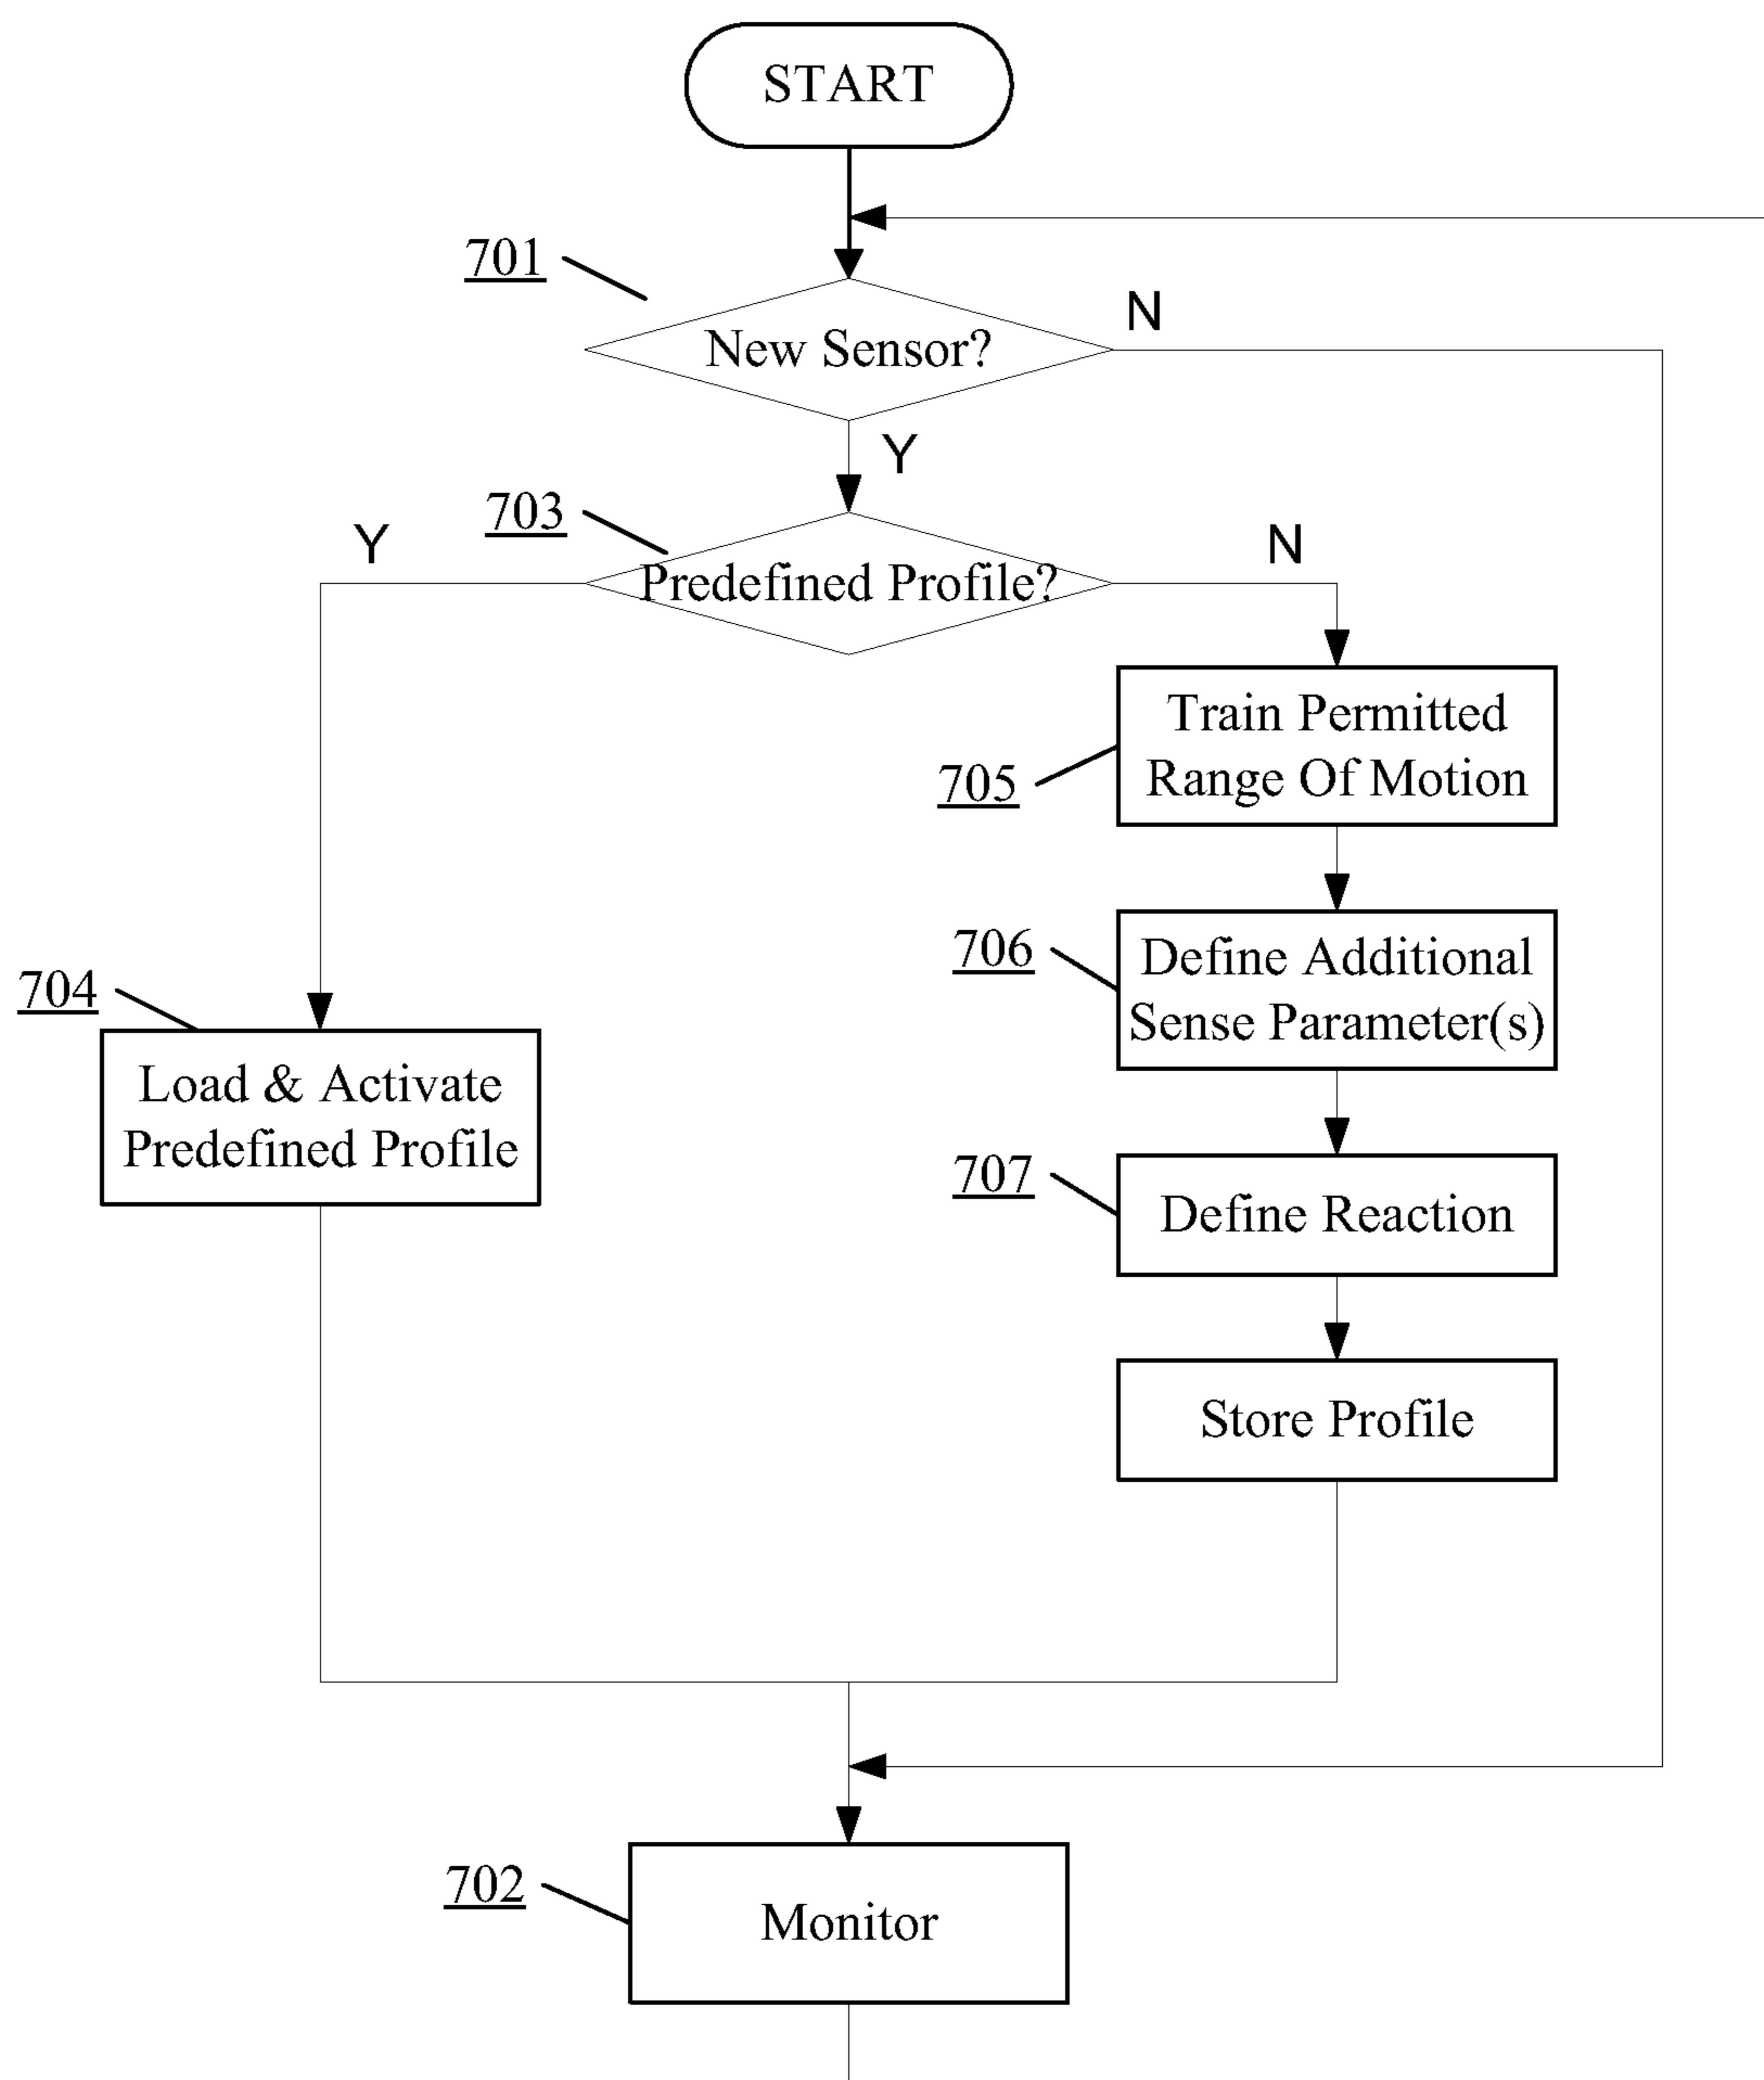 START
701
New Sensor?
N
Y
703
Y
Predefined Profile?
N
Train Permitted
Range Of Motion
705
706
Define Additional
Sense Parameter(s)
704
Load & Activate
Predefined Profile
707
Define Reaction
Store Profile
702
Monitor